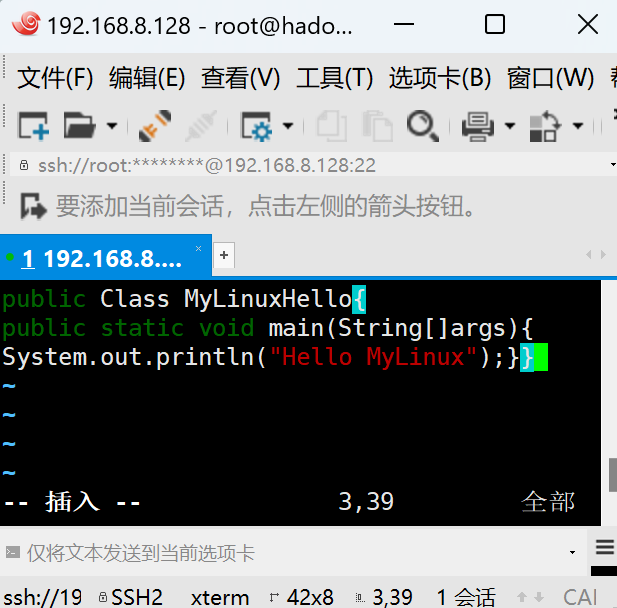 192.168.8.128 - root@hado...
文件(F) 编辑(E) 查看(V) 工具(T) 选项卡(B) 窗口(W)
ssh://root:********@192.168.8.128:22
要添加当前会话，点击左侧的箭头按钮。
1 192.168.8....
public Class MyLinuxHello{
public static void main(String[]args){
System.out.println("Hello MyLinux");}}
~
~
~
~
-- 插入 -- 3,39 全部
仅将文本发送到当前选项卡
ssh://19 SSH2 xterm 42x8 3,39 1 会话 CAI